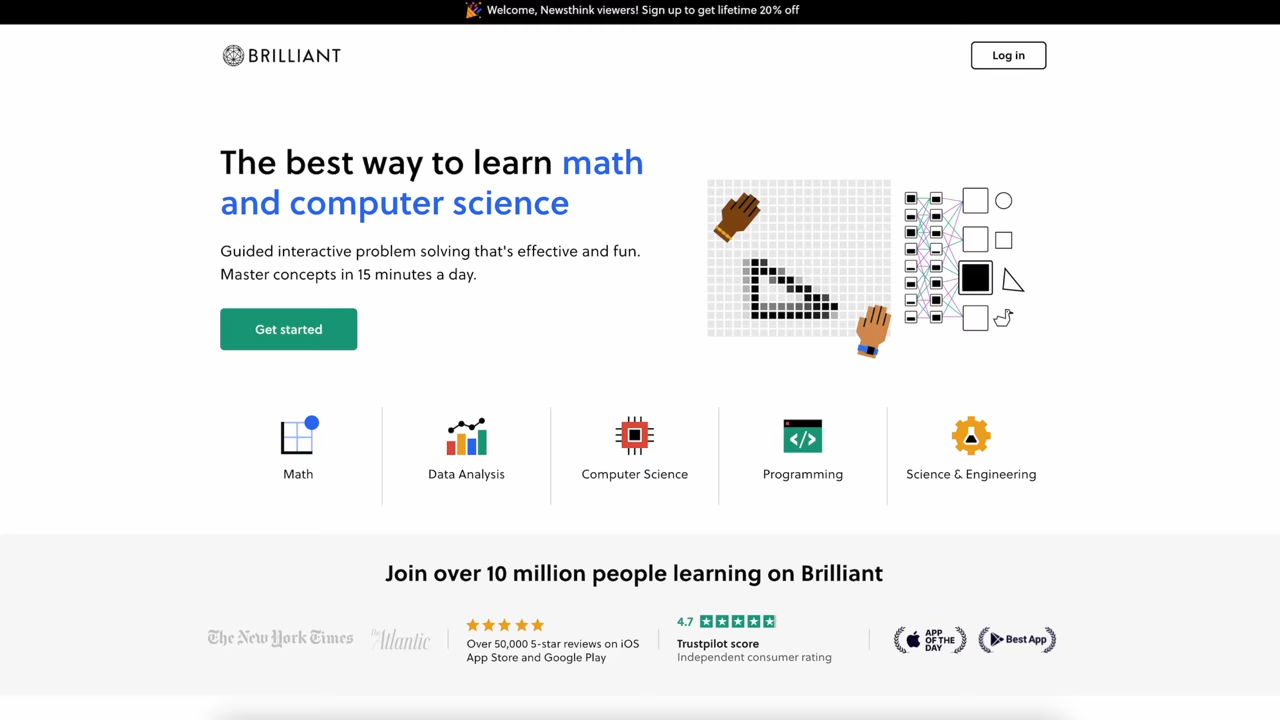 Welcome, Newsthink viewers! Sign up to get lifetime 20% off
BRILLIANT
Log in
The best way to learn math
and computer science
Guided interactive problem solving that's effective and fun.
Master concepts in 15 minutes a day.
Get started
Math
Data Analysis
Computer Science
Programming
Science & Engineering
Join over 10 million people learning on Brilliant
The New York Times
The Atlantic
Over 50,000 5-star reviews on iOS
App Store and Google Play
4.7
Trustpilot score
Independent consumer rating
APP
OF THE
DAY
Best App